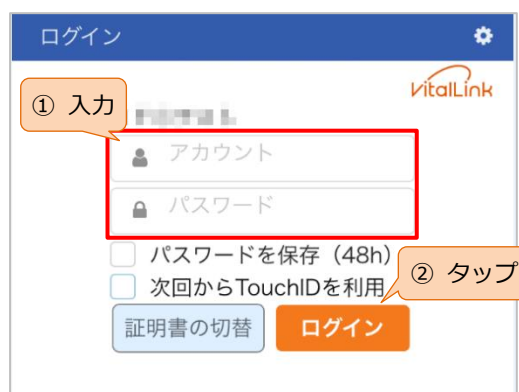 ログイン
VitalLink
① 入力
アカウント
パスワード
パスワードを保存（48h）
② タップ
次回からTouchIDを利用
証明書の切替
ログイン